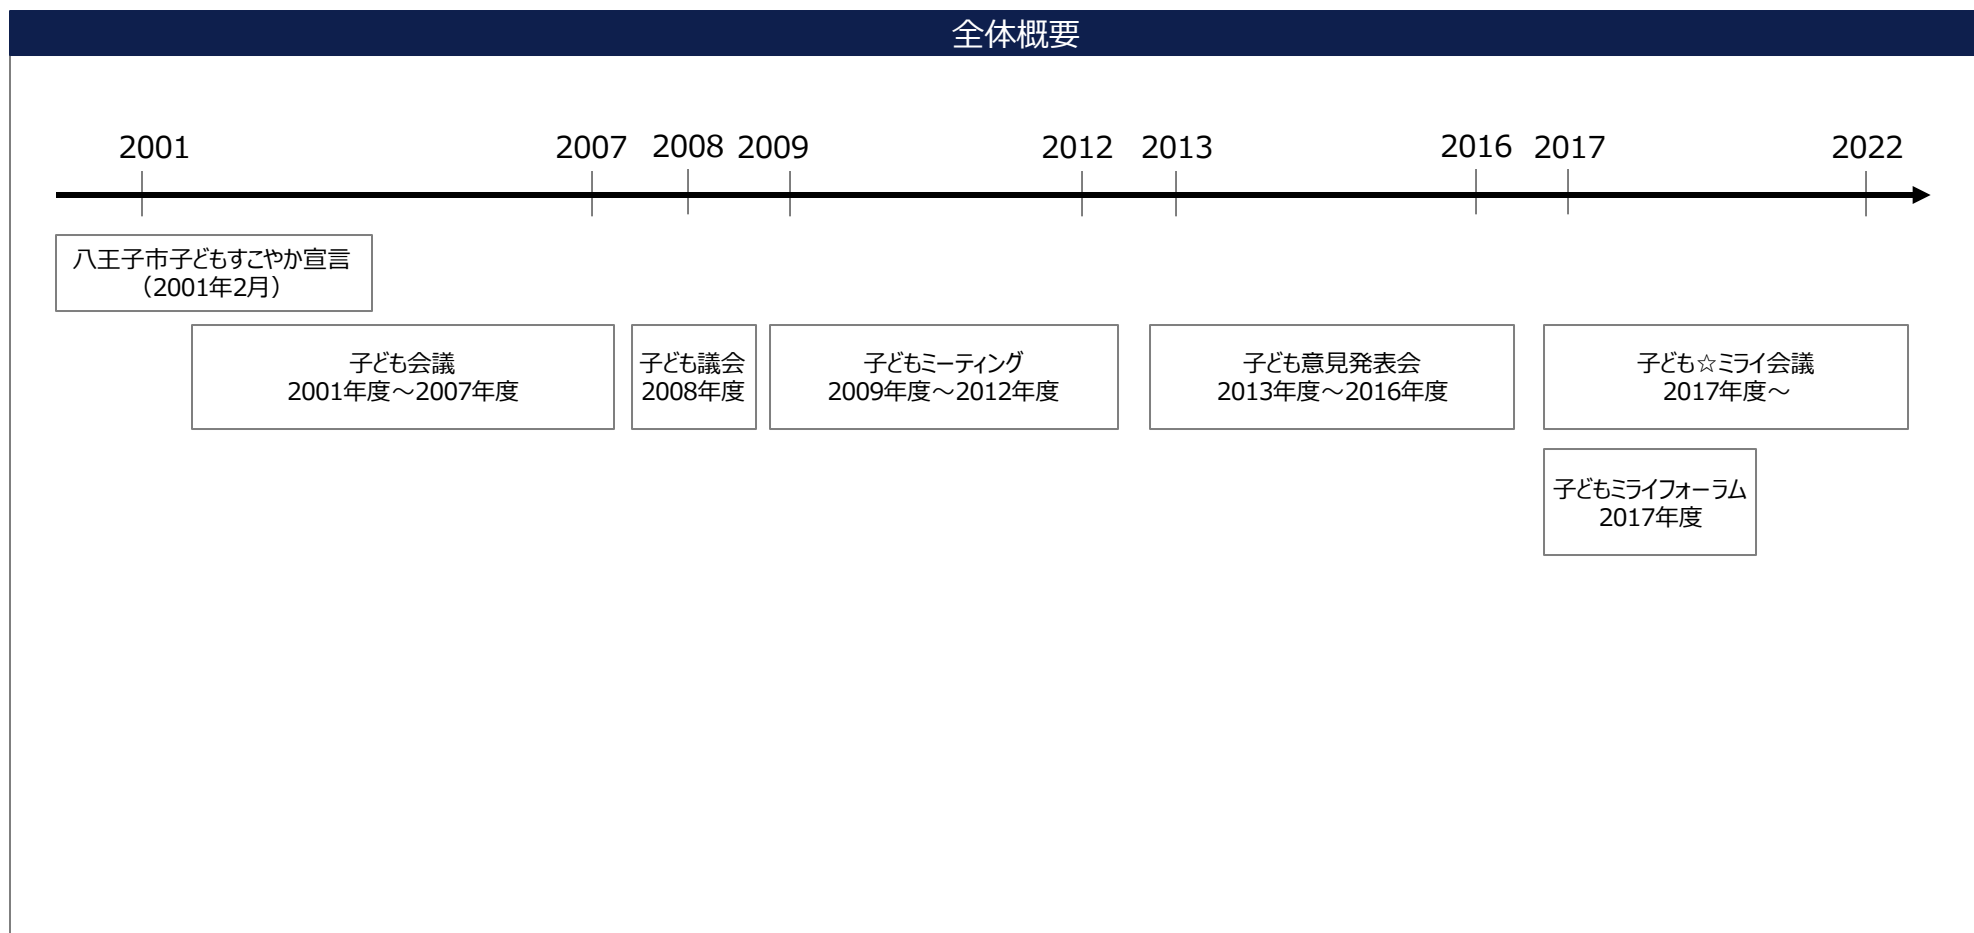 全体概要
2001 2007 2008 2009 2012 2013 2016 2017 2022
八王子市子どもすこやか宣言
（2001年2月）
子ども会議
2001年度～2007年度
子ども議会
2008年度
子どもミーティング
2009年度～2012年度
子ども意見発表会
2013年度～2016年度
子ども☆ミライ会議
2017年度～
子どもミライフォーラム
2017年度